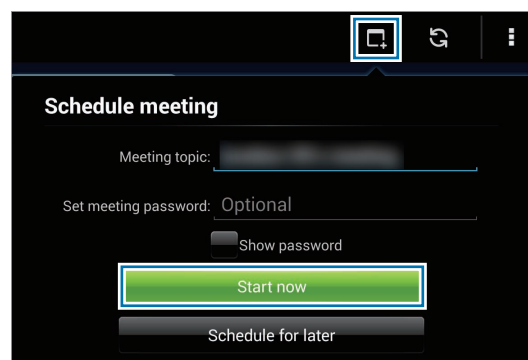 Schedule meeting
Meeting topic:
Set meeting password: Optional
Show password
Start now
Schedule for later